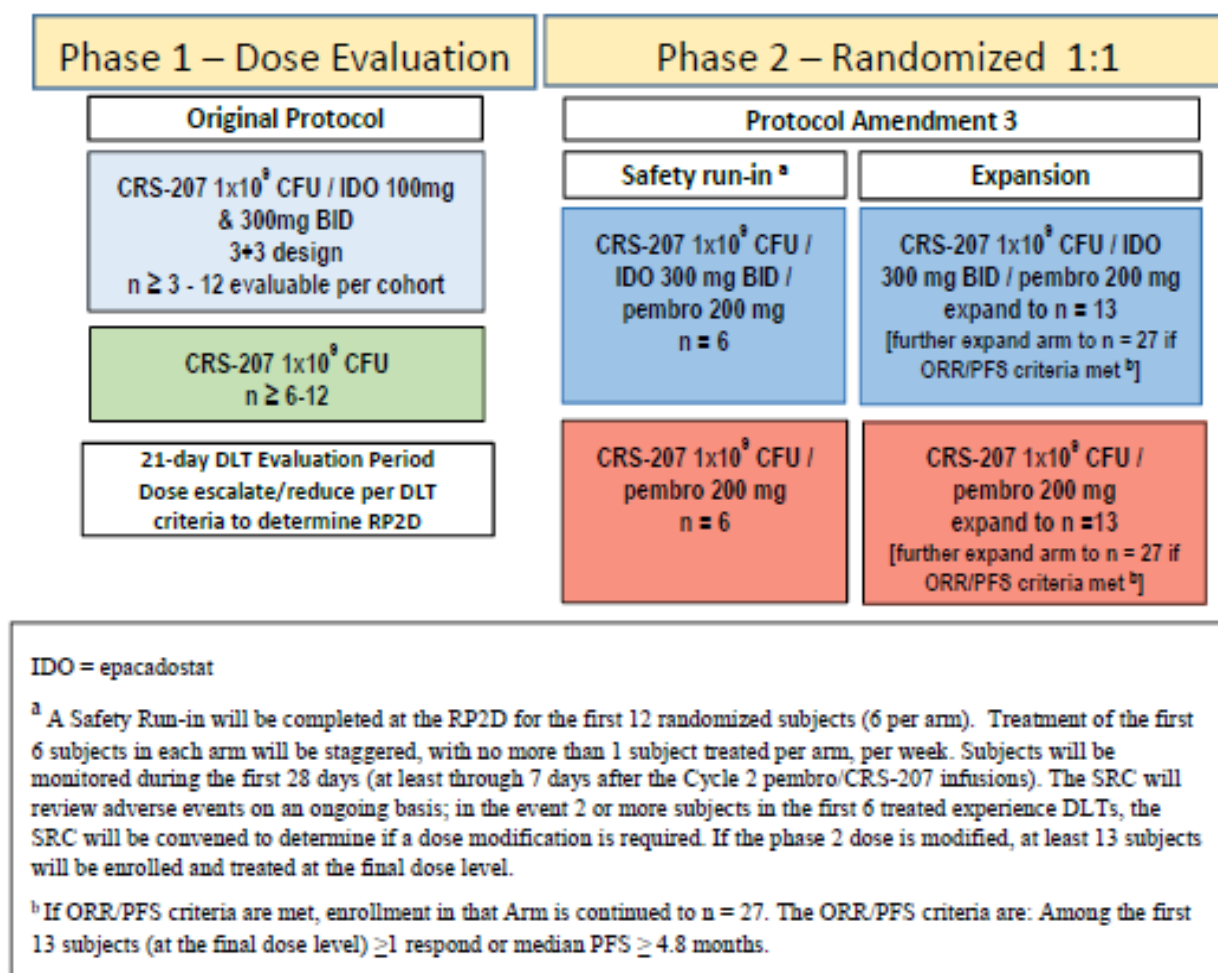 Phase 1 – Dose Evaluation
Original Protocol
CRS-207 1x10⁹ CFU / IDO 100mg
& 300mg BID
3+3 design
n ≥ 3 - 12 evaluable per cohort
CRS-207 1x10⁹ CFU
n ≥ 6-12
21-day DLT Evaluation Period
Dose escalate/reduce per DLT
criteria to determine RP2D
Phase 2 – Randomized 1:1
Protocol Amendment 3
Safety run-in ᵃ
CRS-207 1x10⁹ CFU /
IDO 300 mg BID /
pembro 200 mg
n = 6
Expansion
CRS-207 1x10⁹ CFU / IDO
300 mg BID / pembro 200 mg
expand to n = 13
[further expand arm to n = 27 if
ORR/PFS criteria met ᵇ]
CRS-207 1x10⁹ CFU /
pembro 200 mg
n = 6
CRS-207 1x10⁹ CFU /
pembro 200 mg
expand to n =13
[further expand arm to n = 27 if
ORR/PFS criteria met ᵇ]
IDO = epacadostat
ᵃ A Safety Run-in will be completed at the RP2D for the first 12 randomized subjects (6 per arm). Treatment of the first
6 subjects in each arm will be staggered, with no more than 1 subject treated per arm, per week. Subjects will be
monitored during the first 28 days (at least through 7 days after the Cycle 2 pembro/CRS-207 infusions). The SRC will
review adverse events on an ongoing basis; in the event 2 or more subjects in the first 6 treated experience DLTs, the
SRC will be convened to determine if a dose modification is required. If the phase 2 dose is modified, at least 13 subjects
will be enrolled and treated at the final dose level.
ᵇ If ORR/PFS criteria are met, enrollment in that Arm is continued to n = 27. The ORR/PFS criteria are: Among the first
13 subjects (at the final dose level) ≥1 respond or median PFS ≥ 4.8 months.